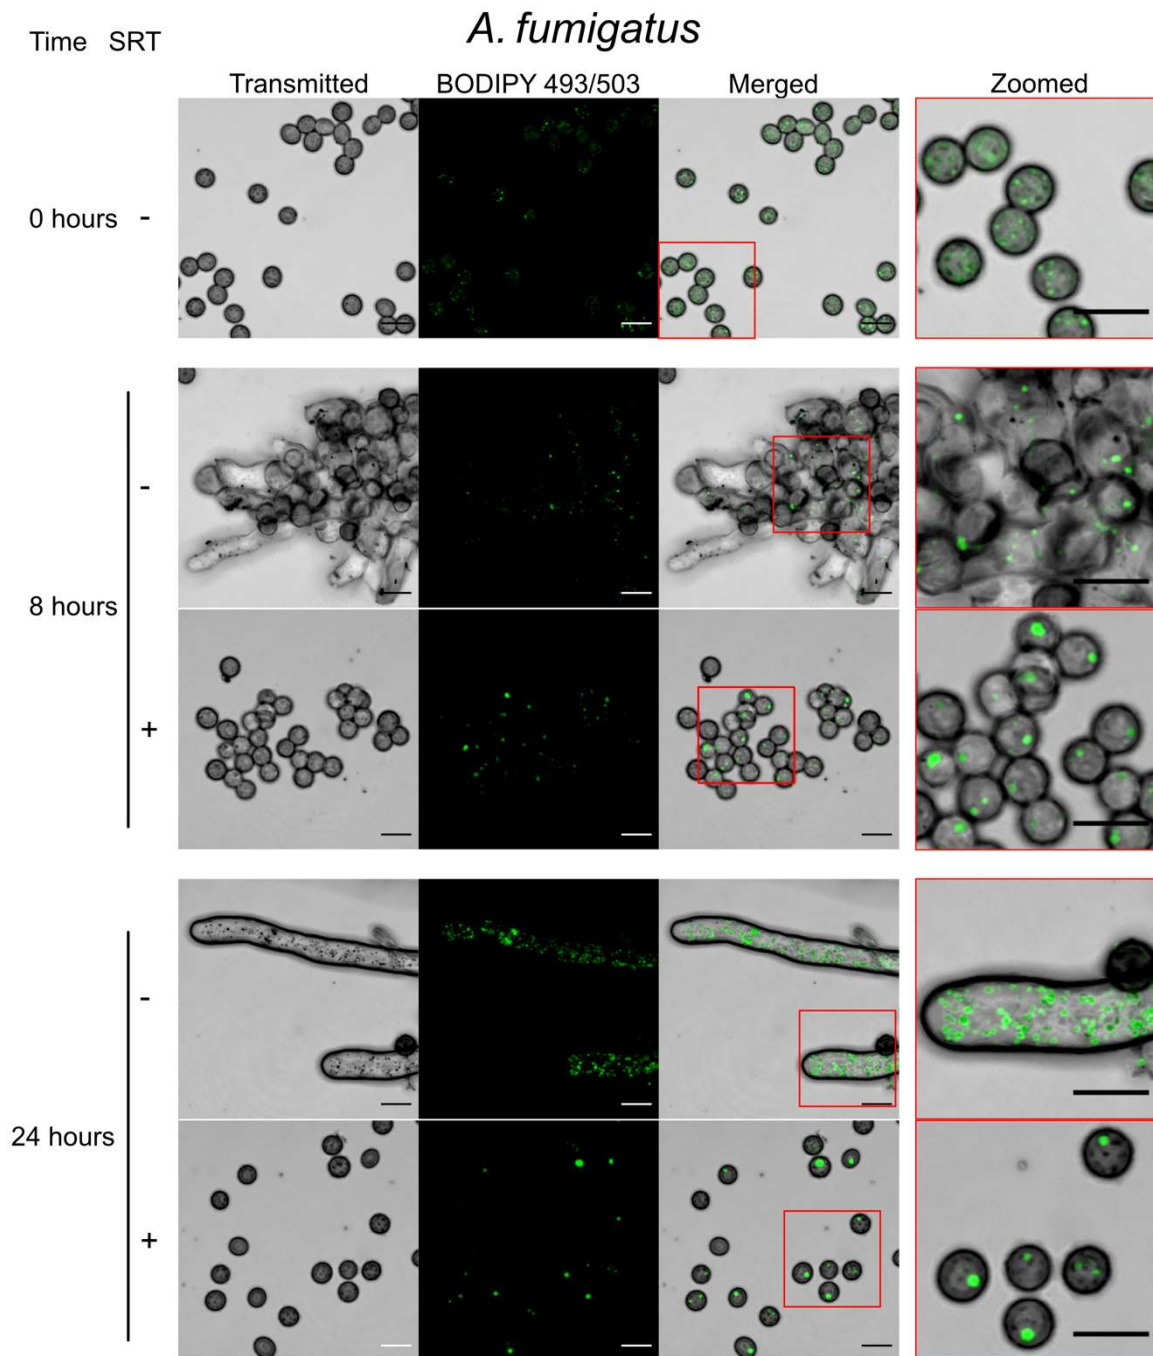 A. fumigatus
Time SRT
Transmitted BODIPY 493/503 Merged Zoomed
0 hours -
-
8 hours
+
-
24 hours
+